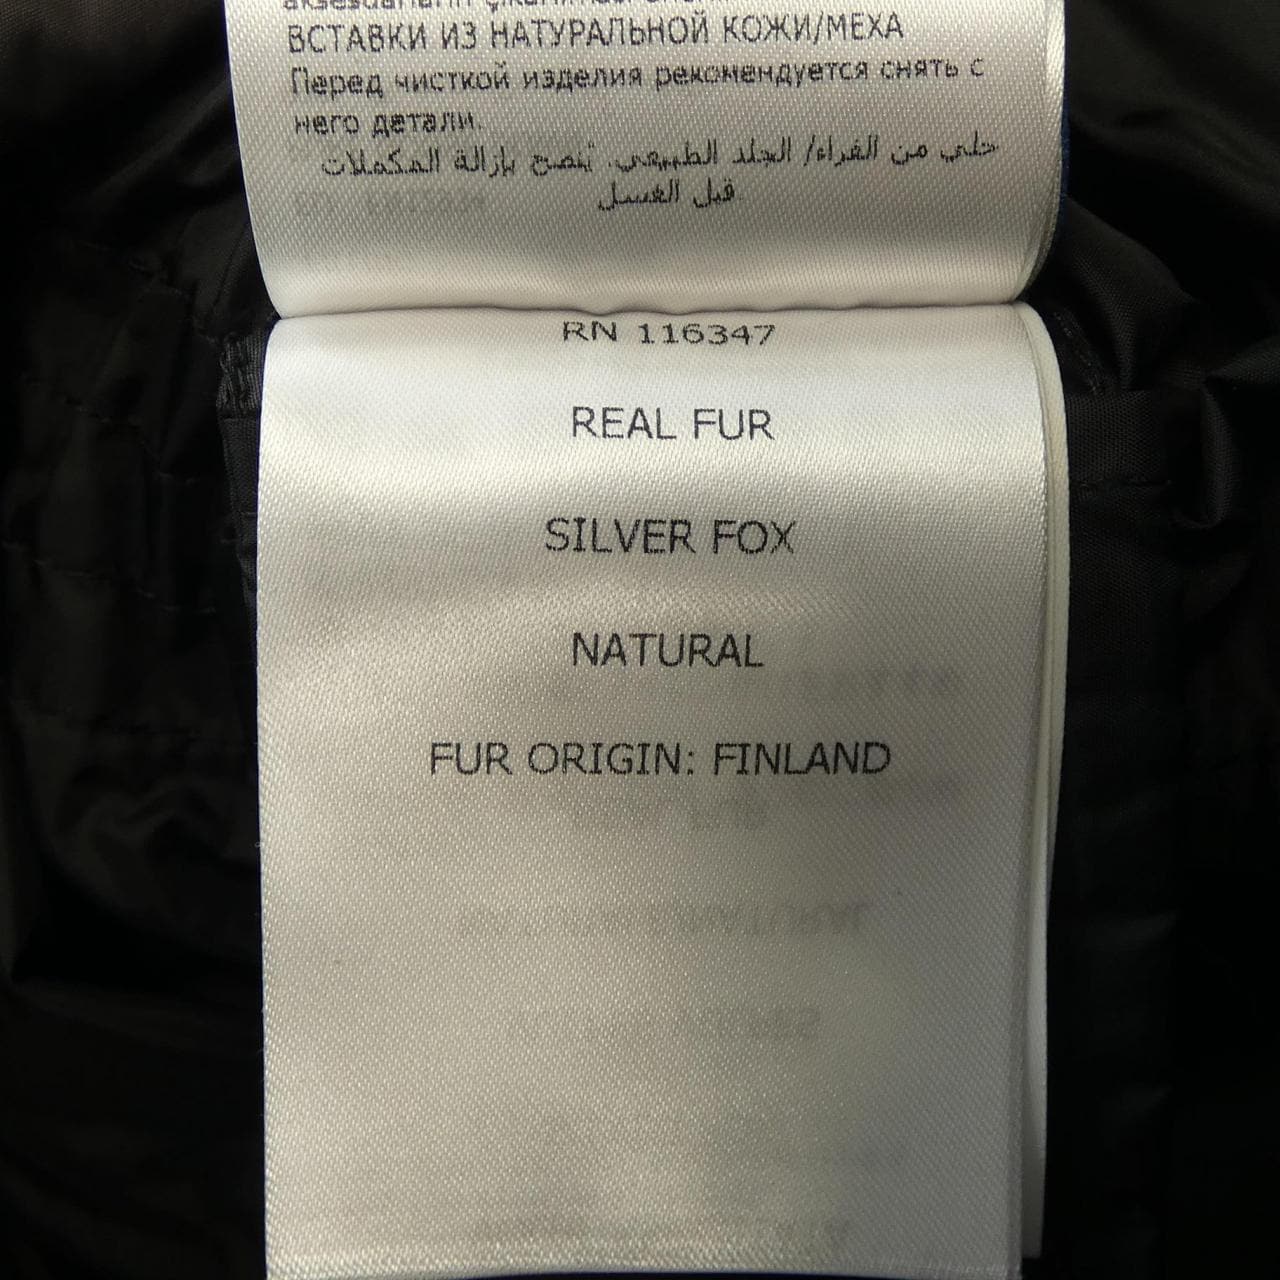 ВСТАВКИ ИЗ НАТУРАЛЬНОЙ КОЖИ/МЕХА
Перед чисткой изделия рекомендуется снять с
него детали.
حلي من الفراء/ الجلد الطبيعي. ينصح بإزالة المكملات
قبل الغسل
RN 116347
REAL FUR
SILVER FOX
NATURAL
FUR ORIGIN: FINLAND